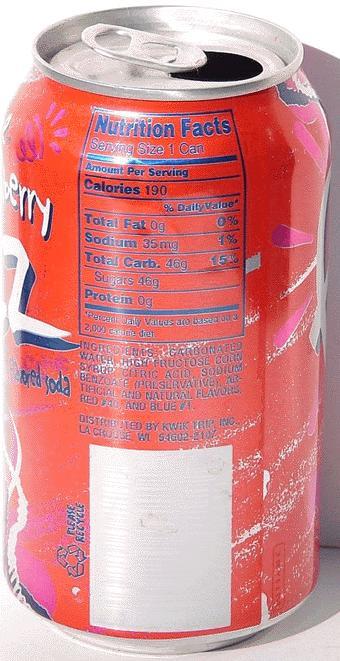 Nutrition Facts
Serving Size 1 Can
Amount Per Serving
Calories 190
% Daily Value*
Total Fat 0g 0%
Sodium 35mg 1%
Total Carb. 46g 15%
Sugars 46g
Protein 0g
*Percent Daily Values are based on a
2,000 calorie diet.
INGREDIENTS: CARBONATED
WATER, HIGH FRUCTOSE CORN
SYRUP, CITRIC ACID, SODIUM
BENZOATE (PRESERVATIVE), AR-
TIFICIAL AND NATURAL FLAVORS,
RED #40, AND BLUE #1.
DISTRIBUTED BY KWIK TRIP, INC.
LA CROSSE, WI 54602-2107
PLEASE
RECYCLE
berry
ored soda